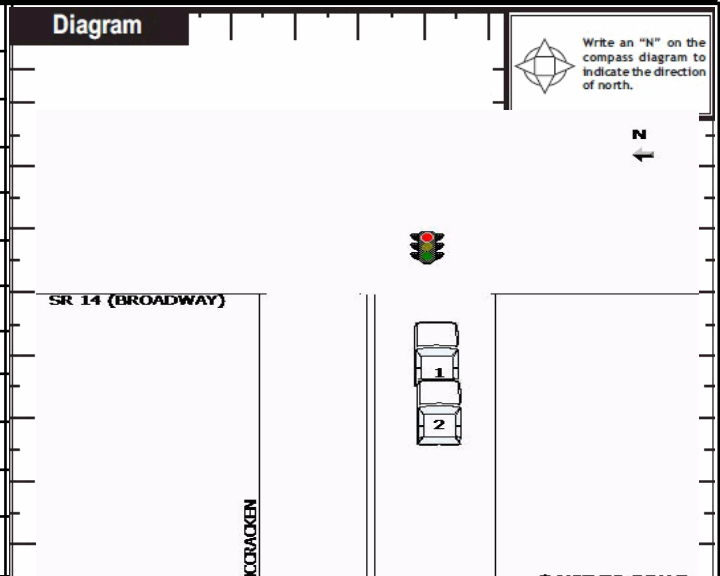 Diagram
Write an “N” on the
compass diagram to
indicate the direction
of north.
N
SR 14 (BROADWAY)
1
2